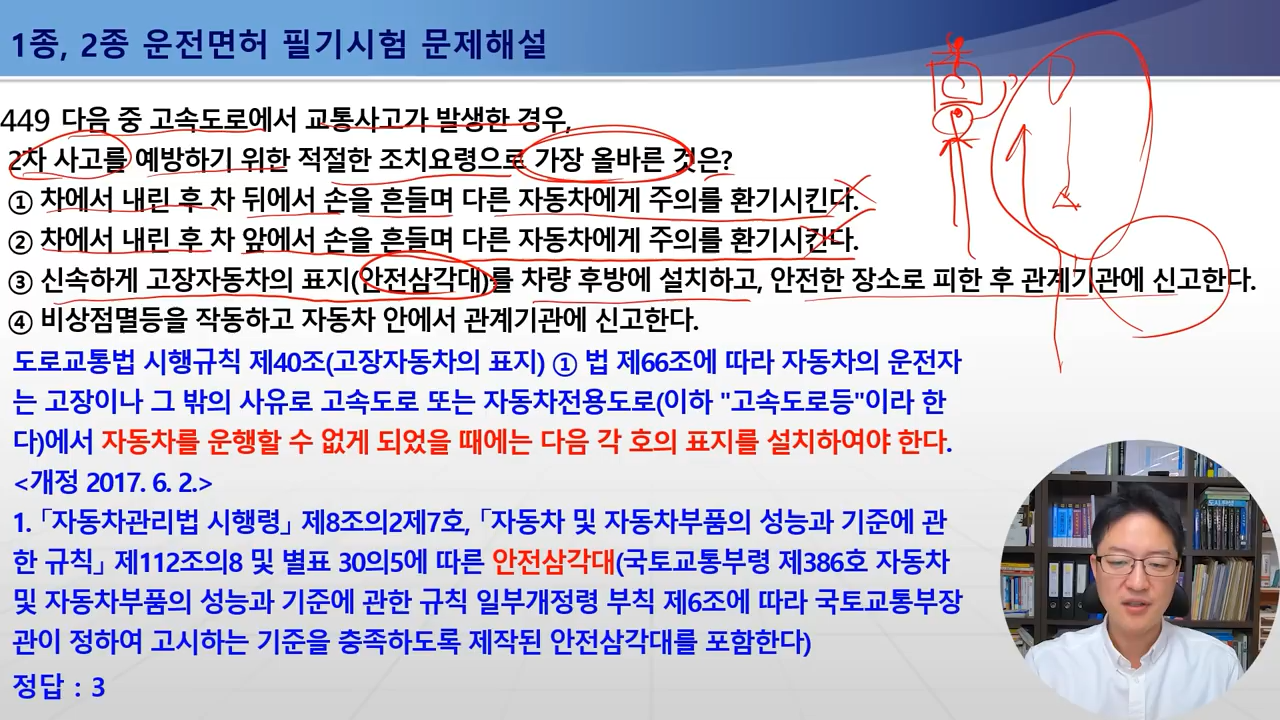 1종, 2종 운전면허 필기시험 문제해설
449 다음 중 고속도로에서 교통사고가 발생한 경우,
2차 사고를 예방하기 위한 적절한 조치요령으로 가장 올바른 것은?
① 차에서 내린 후 차 뒤에서 손을 흔들며 다른 자동차에게 주의를 환기시킨다.
② 차에서 내린 후 차 앞에서 손을 흔들며 다른 자동차에게 주의를 환기시킨다.
③ 신속하게 고장자동차의 표지(안전삼각대)를 차량 후방에 설치하고, 안전한 장소로 피한 후 관계기관에 신고한다.
④ 비상점멸등을 작동하고 자동차 안에서 관계기관에 신고한다.
도로교통법 시행규칙 제40조(고장자동차의 표지) ① 법 제66조에 따라 자동차의 운전자
는 고장이나 그 밖의 사유로 고속도로 또는 자동차전용도로(이하 "고속도로등"이라 한
다)에서 자동차를 운행할 수 없게 되었을 때에는 다음 각 호의 표지를 설치하여야 한다.
<개정 2017. 6. 2.>
1. ｢자동차관리법 시행령｣ 제8조의2제7호, ｢자동차 및 자동차부품의 성능과 기준에 관
한 규칙｣ 제112조의8 및 별표 30의5에 따른 안전삼각대(국토교통부령 제386호 자동차
및 자동차부품의 성능과 기준에 관한 규칙 일부개정령 부칙 제6조에 따라 국토교통부장
관이 정하여 고시하는 기준을 충족하도록 제작된 안전삼각대를 포함한다)
정답 : 3